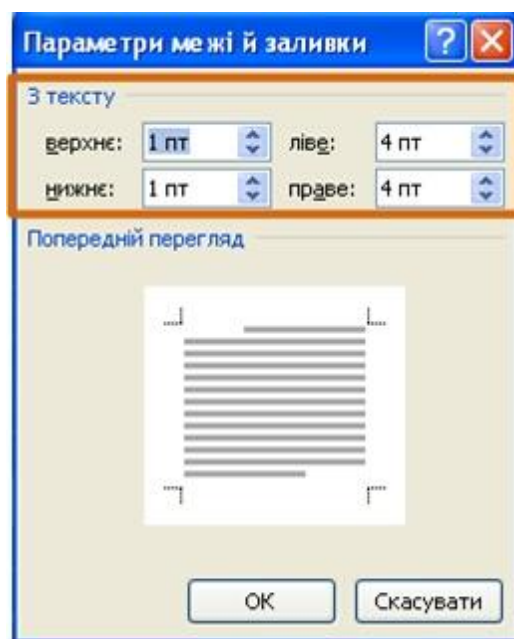 Параметри межі й заливки
З тексту
верхнє: 1 пт ліве: 4 пт
нижнє: 1 пт праве: 4 пт
Попередній перегляд
ОК Скасувати